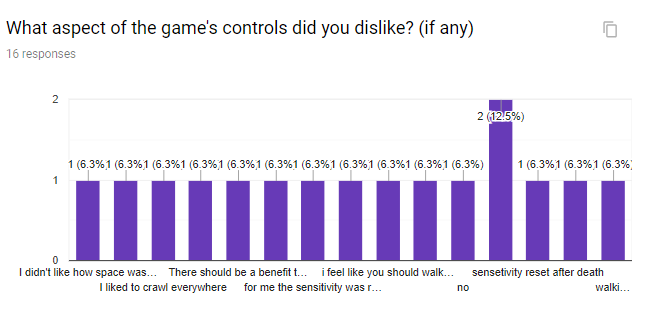 What aspect of the game's controls did you dislike? (if any)
16 responses
2
2 (12.5%)
1 (6.3%1 (6.3%1 (6.3%1 (6.3%1 (6.3%1 (6.3%1 (6.3%1 (6.3%1 (6.3%1 (6.3%1 (6.3%) 1 (6.3%1 (6.3%1 (6.3%
1
0
I didn't like how space was… There should be a benefit t… i feel like you should walk… sensetivity reset after death
I liked to crawl everywhere for me the sensitivity was r… no walki…